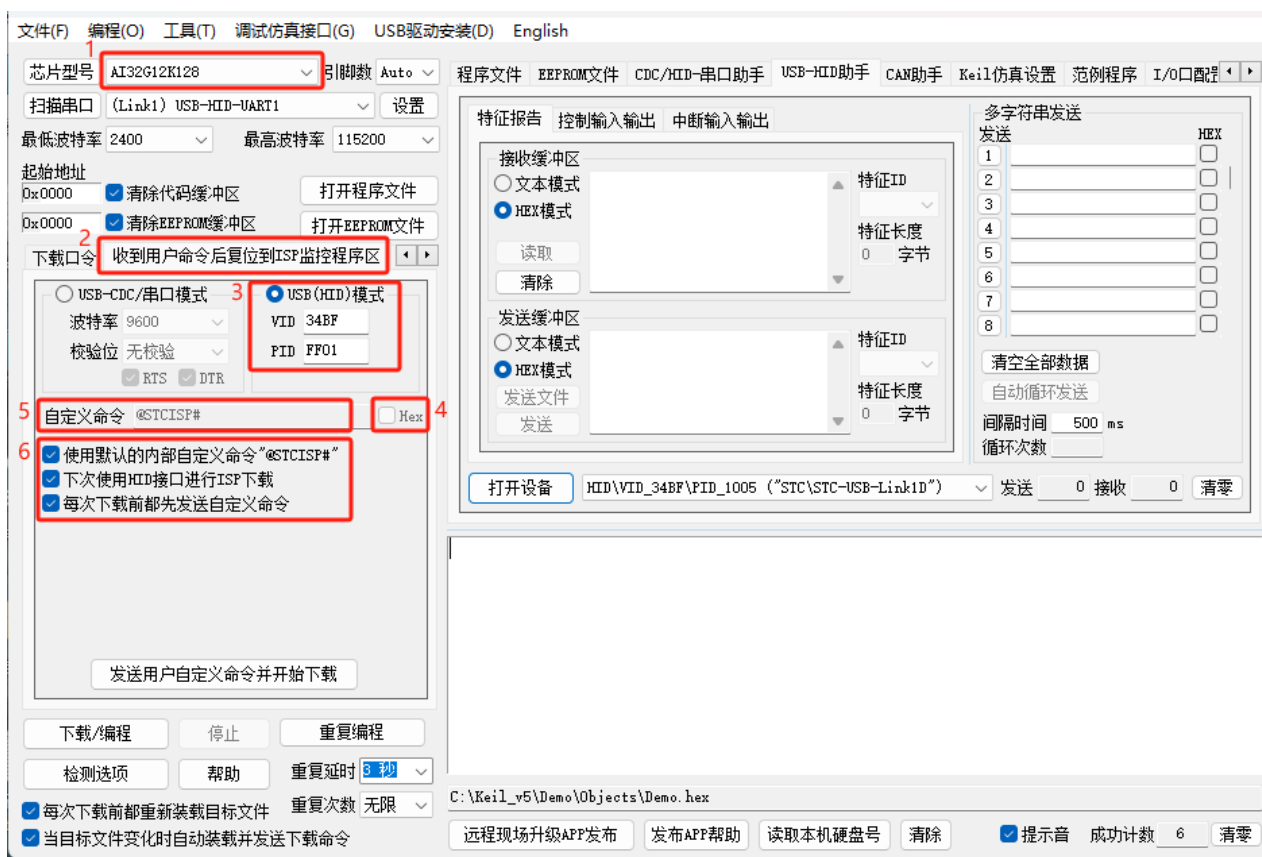 文件(F) 编程(O) 工具(T) 调试仿真接口(G) USB驱动安装(D) English
1
芯片型号 AI32G12K128 引脚数 Auto
扫描串口 (Link1) USB-HID-UART1 设置
最低波特率 2400 最高波特率 115200
起始地址
0x0000 清除代码缓冲区 打开程序文件
0x0000 清除EEPROM缓冲区 打开EEPROM文件
2
下载口令 收到用户命令后复位到ISP监控程序区
USB-CDC/串口模式 3 USB(HID)模式
波特率 9600 VID 34BF
校验位 无校验 PID FF01
RTS DTR
5 自定义命令 @STCISP# Hex 4
6 使用默认的内部自定义命令"@STCISP#"
下次使用HID接口进行ISP下载
每次下载前都先发送自定义命令
发送用户自定义命令并开始下载
下载/编程 停止 重复编程
检测选项 帮助 重复延时 3 秒
每次下载前都重新装载目标文件 重复次数 无限
当目标文件变化时自动装载并发送下载命令
程序文件 EEPROM文件 CDC/HID-串口助手 USB-HID助手 CAN助手 Keil仿真设置 范例程序 I/O口配
特征报告 控制输入输出 中断输入输出
接收缓冲区
文本模式 特征ID
HEX模式
特征长度
读取 0 字节
清除
发送缓冲区
文本模式 特征ID
HEX模式
发送文件 特征长度
发送 0 字节
多字符串发送
发送 HEX
1
2
3
4
5
6
7
8
清空全部数据
自动循环发送
间隔时间 500 ms
循环次数
打开设备 HID\VID_34BF\PID_1005 ("STC\STC-USB-Link1D") 发送 0 接收 0 清零
C:\Keil_v5\Demo\Objects\Demo.hex
远程现场升级APP发布 发布APP帮助 读取本机硬盘号 清除 提示音 成功计数 6 清零